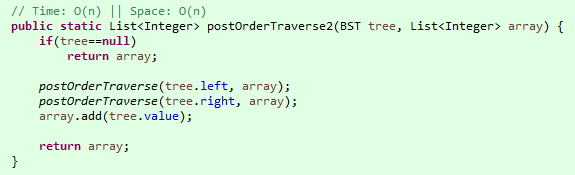 // Time: O(n) || Space: O(n)
public static List<Integer> postOrderTraverse2(BST tree, List<Integer> array) {
if(tree==null)
return array;
postOrderTraverse(tree.left, array);
postOrderTraverse(tree.right, array);
array.add(tree.value);
return array;
}